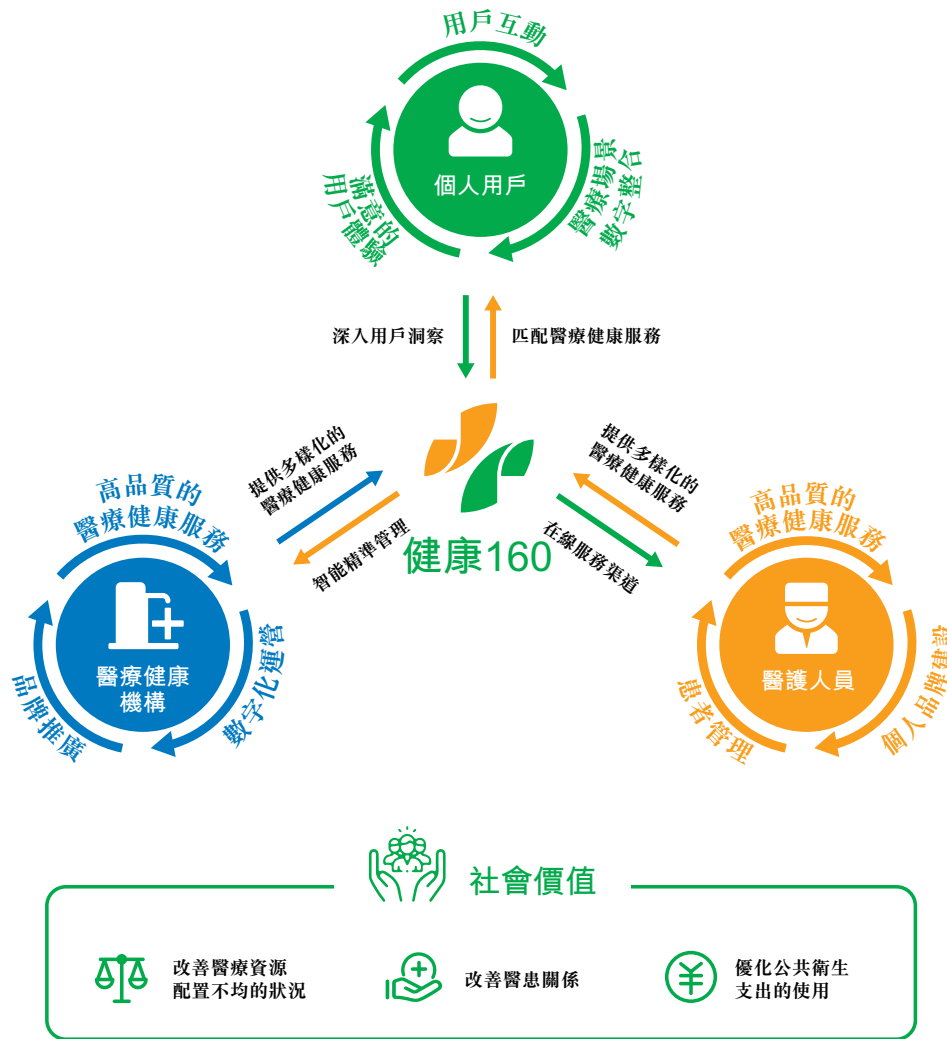 用戶互動
個人用戶
醫療場景
數字整合
滿意的
用戶體驗
深入用戶洞察
匹配醫療健康服務
提供多樣化的
醫療健康服務
智能精準管理
健康160
提供多樣化的
醫療健康服務
在線服務渠道
高品質的
醫療健康服務
醫療健康
機構
數字化運營
品牌推廣
高品質的
醫療健康服務
醫護人員
個人品牌
患者管理
社會價值
改善醫療資源
配置不均的狀況
改善醫患關係
優化公共衛生
支出的使用